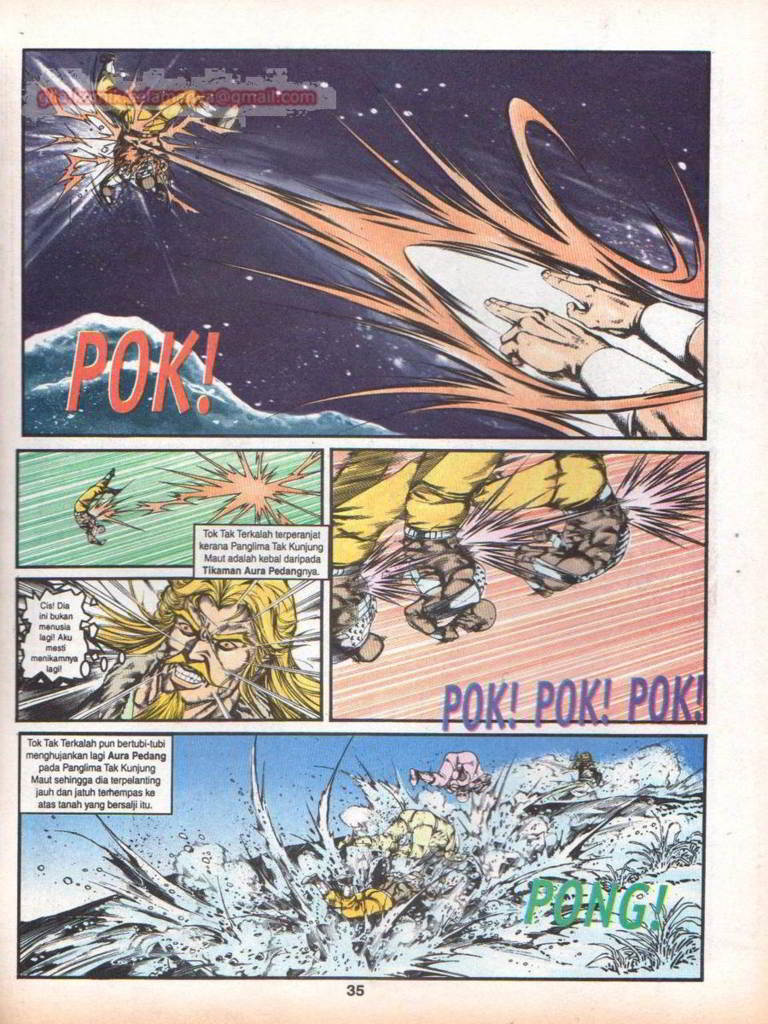 POK!
Tok Tak Terkalah terperanjat
kerana Panglima Tak Kunjung
Maut adalah kebal daripada
Tikaman Aura Pedangnya.
Cis! Dia
ini bukan
menusia
lagi! Aku
mesti
menikamnya
lagi!
POK! POK! POK!
Tok Tak Terkalah pun bertubi-tubi
menghujankan lagi Aura Pedang
pada Panglima Tak Kunjung
Maut sehingga dia terpelanting
jauh dan jatuh terhempas ke
atas tanah yang bersalji itu.
PONG!
35